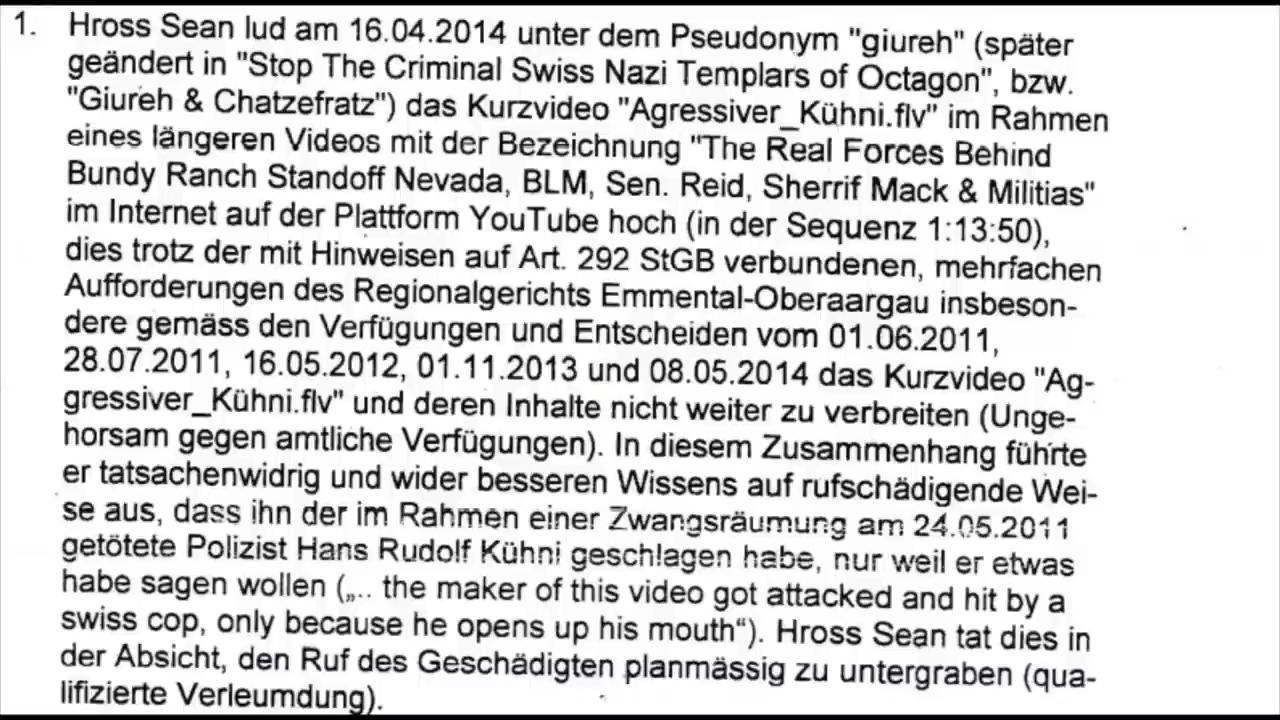 1. Hross Sean lud am 16.04.2014 unter dem Pseudonym "giureh" (später
geändert in "Stop The Criminal Swiss Nazi Templars of Octagon", bzw.
"Giureh & Chatzefratz") das Kurzvideo "Agressiver_Kühni.flv" im Rahmen
eines längeren Videos mit der Bezeichnung "The Real Forces Behind
Bundy Ranch Standoff Nevada, BLM, Sen. Reid, Sherrif Mack & Militias"
im Internet auf der Plattform YouTube hoch (in der Sequenz 1:13:50),
dies trotz der mit Hinweisen auf Art. 292 StGB verbundenen, mehrfachen
Aufforderungen des Regionalgerichts Emmental-Oberaargau insbeson-
dere gemäss den Verfügungen und Entscheiden vom 01.06.2011,
28.07.2011, 16.05.2012, 01.11.2013 und 08.05.2014 das Kurzvideo "Ag-
gressiver_Kühni.flv" und deren Inhalte nicht weiter zu verbreiten (Unge-
horsam gegen amtliche Verfügungen). In diesem Zusammenhang führte
er tatsachenwidrig und wider besseren Wissens auf rufschädigende Wei-
se aus, dass ihn der im Rahmen einer Zwangsräumung am 24.05.2011
getötete Polizist Hans Rudolf Kühni geschlagen habe, nur weil er etwas
habe sagen wollen („.. the maker of this video got attacked and hit by a
swiss cop, only because he opens up his mouth“). Hross Sean tat dies in
der Absicht, den Ruf des Geschädigten planmässig zu untergraben (qua-
lifizierte Verleumdung).